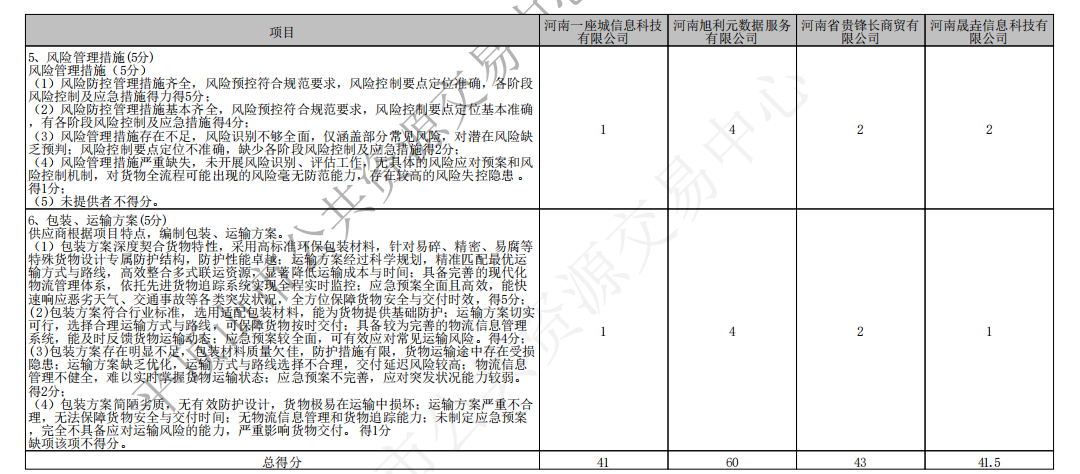 项目
河南一座城信息科技有限公司
河南旭利元数据服务有限公司
河南省贵锋长商贸有限公司
河南晟垚信息科技有限公司
5、风险管理措施(5分)
风险管理措施（5分）
（1）风险防控管理措施齐全，风险预控符合规范要求，风险控制要点定位准确，各阶段
风险控制及应急措施得力得5分；
（2）风险防控管理措施基本齐全，风险预控符合规范要求，风险控制要点定位基本准确
，有各阶段风险控制及应急措施得4分；
（3）风险管理措施存在不足，风险识别不够全面，仅涵盖部分常见风险，对潜在风险缺
乏预判；风险控制要点定位不准确，缺少各阶段风险控制及应急措施得2分；
（4）风险管理措施严重缺失，未开展风险识别、评估工作，无具体的风险应对预案和风
险控制机制，对货物全流程可能出现的风险毫无防范能力，存在较高的风险失控隐患 。
得1分；
（5）未提供者不得分。
1
4
2
2
6、包装、运输方案(5分)
供应商根据项目特点，编制包装、运输方案。
（1）包装方案深度契合货物特性，采用高标准环保包装材料，针对易碎、精密、易腐等
特殊货物设计专属防护结构，防护性能卓越；运输方案经过科学规划，精准匹配最优运
输方式与路线，高效整合多式联运资源，显著降低运输成本与时间；具备完善的现代化
物流管理体系，依托先进货物追踪系统实现全程实时监控；应急预案全面且高效，能快
速响应恶劣天气、交通事故等各类突发状况，全方位保障货物安全与交付时效，得5分；
(2)包装方案符合行业标准，选用适配包装材料，能为货物提供基础防护；运输方案切实
可行，选择合理运输方式与路线，可保障货物按时交付；具备较为完善的物流信息管理
系统，能及时反馈货物运输动态；应急预案较全面，可有效应对常见运输风险。得4分；
(3)包装方案存在明显不足，包装材料质量欠佳，防护措施有限，货物运输途中存在受损
隐患；运输方案缺乏优化，运输方式与路线选择不合理，交付延迟风险较高；物流信息
管理不健全，难以实时掌握货物运输状态；应急预案不完善，应对突发状况能力较弱。
得2分；
（4）包装方案简陋劣质，无有效防护设计，货物极易在运输中损坏；运输方案严重不合
理，无法保障货物安全与交付时间；无物流信息管理和货物追踪能力；未制定应急预案
，完全不具备应对运输风险的能力，严重影响货物交付。 得1分
缺项该项不得分。
1
4
2
1
总得分
41
60
43
41.5